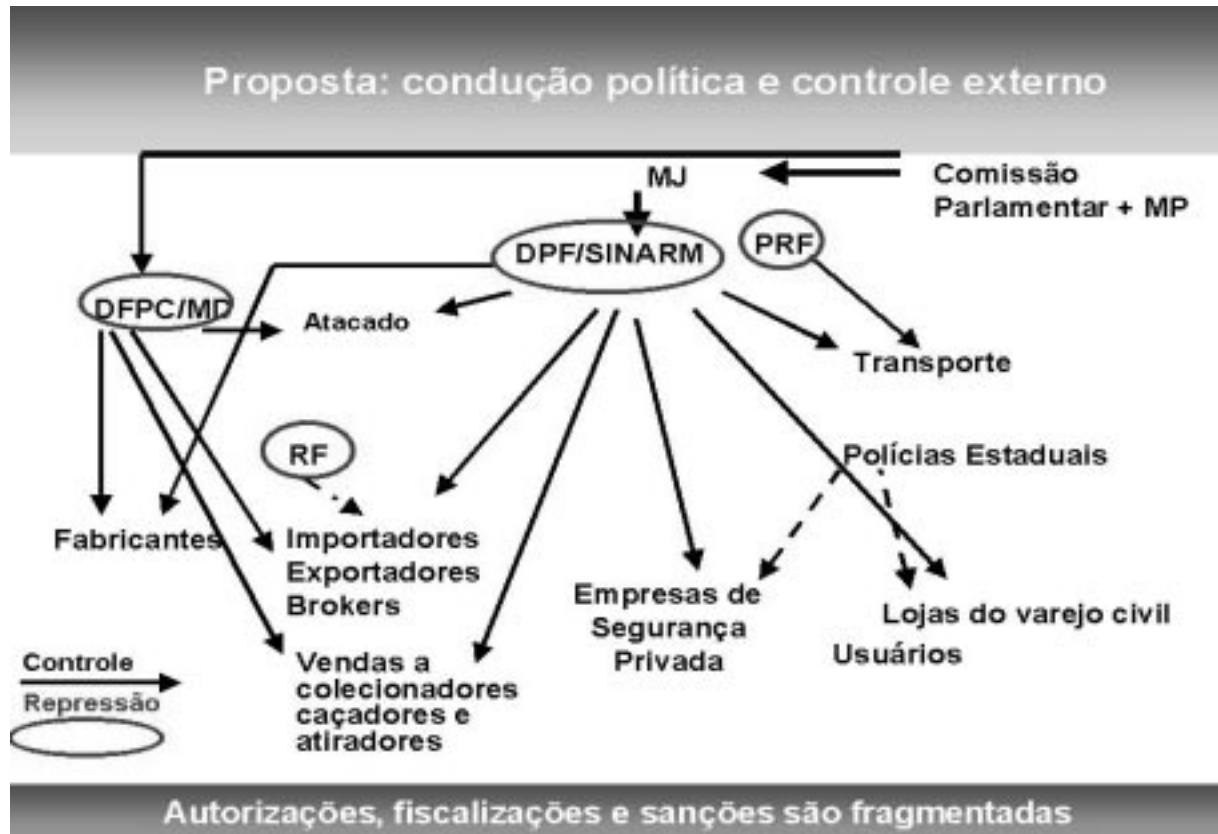 Proposta: condução política e controle externo
MJ
Comissão
Parlamentar + MP
DPF/SINARM
PRF
DFPC/MD
Atacado
Transporte
RF
Polícias Estaduais
Fabricantes
Importadores
Exportadores
Brokers
Empresas de
Segurança
Privada
Lojas do varejo civil
Usuários
Vendas a
colecionadores
caçadores e
atiradores
Controle
Repressão
Autorizações, fiscalizações e sanções são fragmentadas